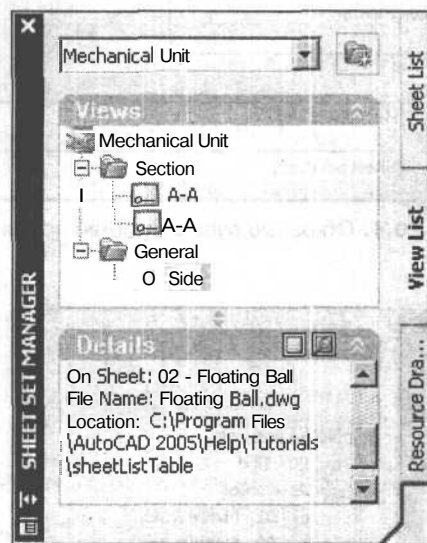 Mechanical Unit
Views
Mechanical Unit
Section
A-A
A-A
General
Side
Details
On Sheet: 02 - Floating Ball
File Name: Floating Ball.dwg
Location: C:\Program Files
\AutoCAD 2005\Help\Tutorials
\sheetListTable
SHEET SET MANAGER
Sheet List
View List
Resource Dra...